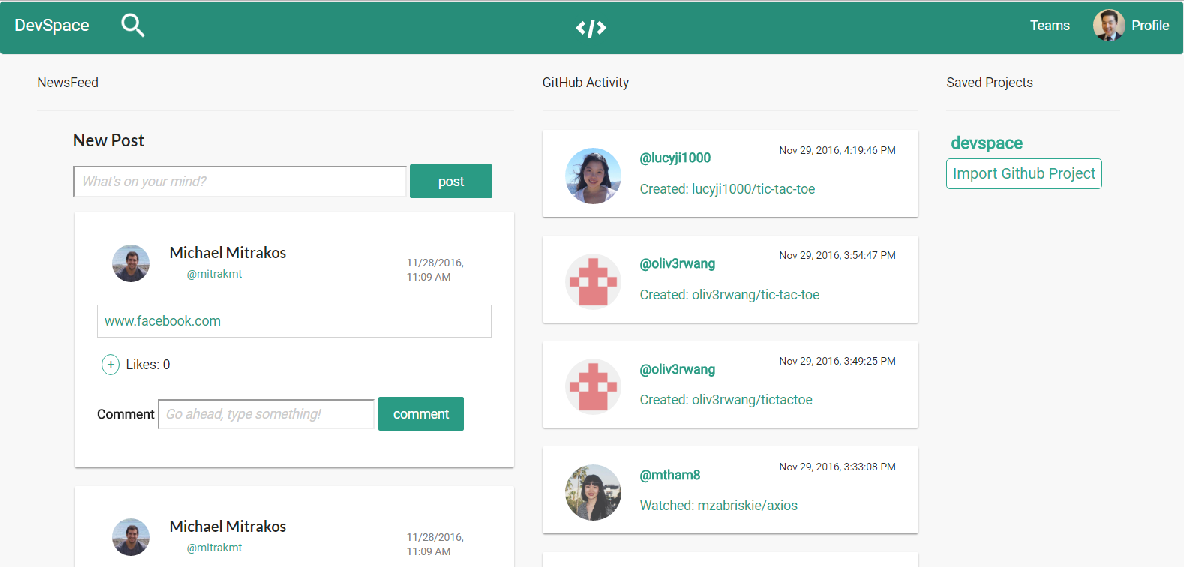 DevSpace
</>
Teams
Profile
NewsFeed
New Post
What's on your mind?
post
Michael Mitrakos
@mitrakmt
11/28/2016,
11:09 AM
www.facebook.com
+ Likes: 0
Comment Go ahead, type something! comment
Michael Mitrakos
@mitrakmt
11/28/2016,
11:09 AM
GitHub Activity
@lucyji1000
Nov 29, 2016, 4:19:46 PM
Created: lucyji1000/tic-tac-toe
@oliv3rwang
Nov 29, 2016, 3:54:47 PM
Created: oliv3rwang/tic-tac-toe
@oliv3rwang
Nov 29, 2016, 3:49:25 PM
Created: oliv3rwang/tictactoe
@mtham8
Nov 29, 2016, 3:33:08 PM
Watched: mzabriskie/axios
Saved Projects
devspace
Import Github Project